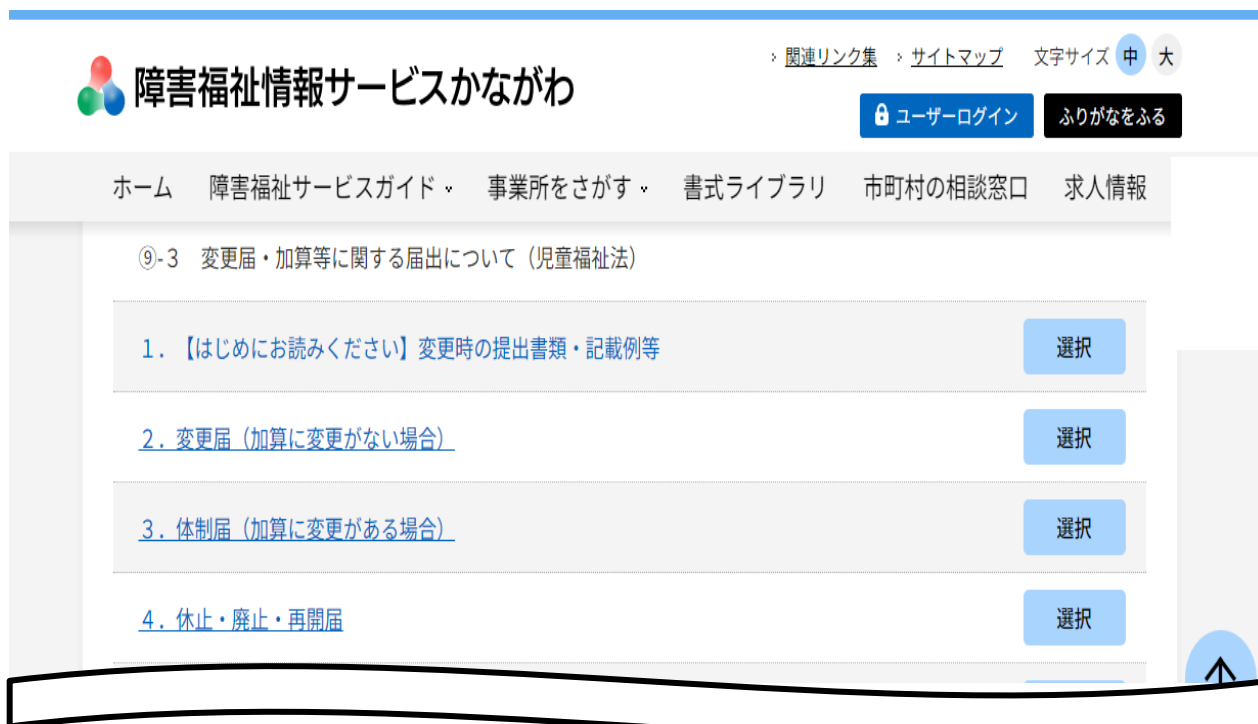 › 関連リンク集 › サイトマップ 文字サイズ 中 大
障害福祉情報サービスかながわ
ユーザーログイン ふりがなをふる
ホーム 障害福祉サービスガイド 事業所をさがす 書式ライブラリ 市町村の相談窓口 求人情報
⑨-3 変更届・加算等に関する届出について（児童福祉法）
１．【はじめにお読みください】変更時の提出書類・記載例等 選択
２．変更届（加算に変更がない場合） 選択
３．体制届（加算に変更がある場合） 選択
４．休止・廃止・再開届 選択